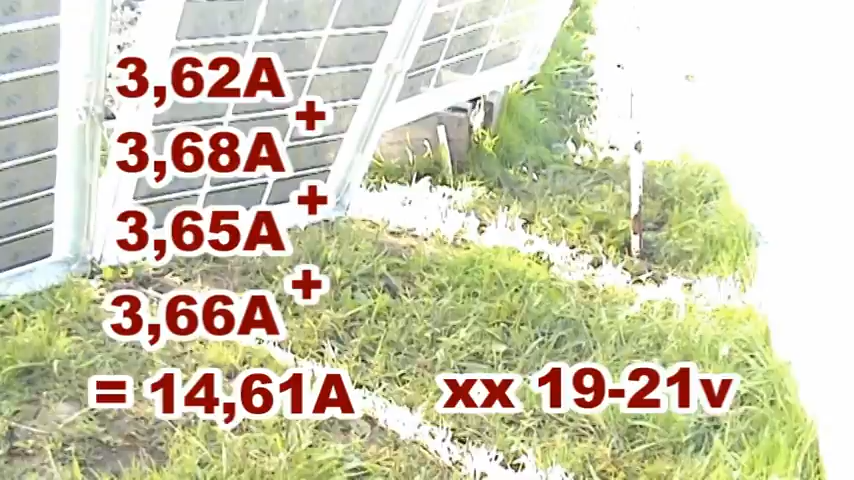 3,62A
+
3,68A
+
3,65A
+
3,66A
= 14,61A
xx 19-21v